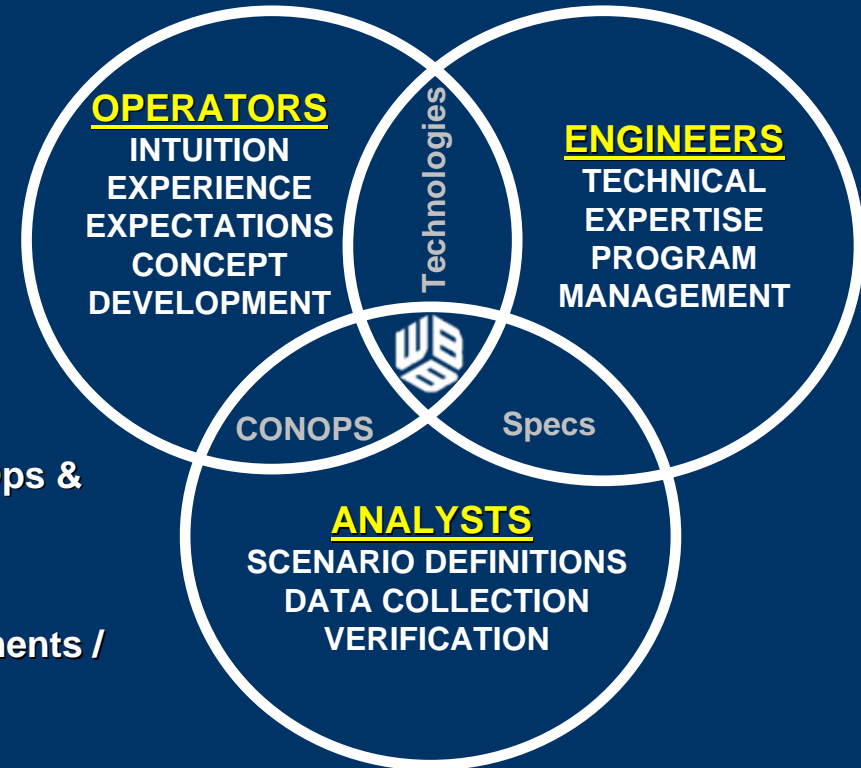 OPERATORS
INTUITION
EXPERIENCE
EXPECTATIONS
CONCEPT
DEVELOPMENT
Technologies
ENGINEERS
TECHNICAL
EXPERTISE
PROGRAM
MANAGEMENT
WBB
CONOPS
Specs
&
ANALYSTS
SCENARIO DEFINITIONS
DATA COLLECTION
VERIFICATION
/